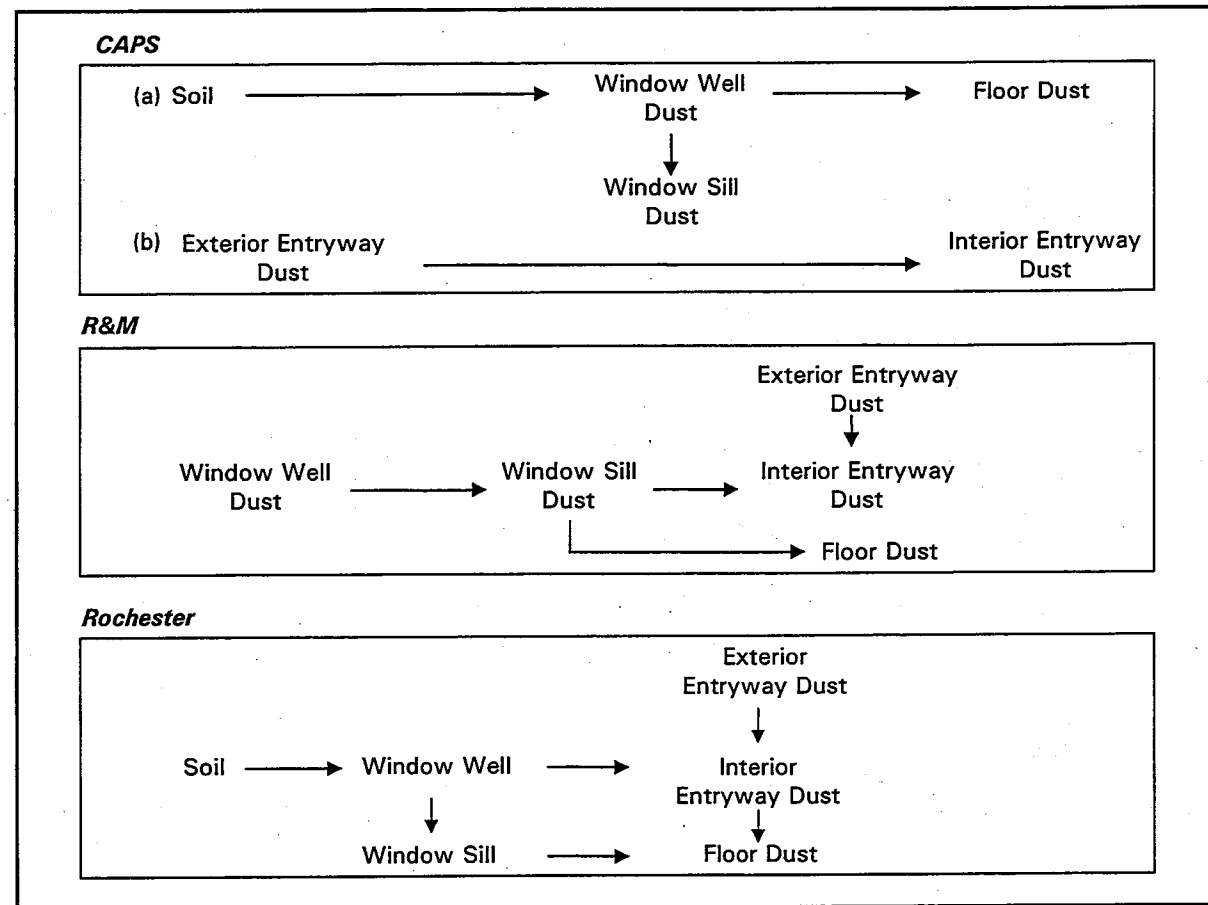 CAPS
(a) Soil
Window Well
Dust
Floor Dust
Window Sill
Dust
(b) Exterior Entryway
Dust
Interior Entryway
Dust
R&M
Exterior Entryway
Dust
Window Well
Dust
Window Sill
Dust
Interior Entryway
Dust
Floor Dust
Rochester
Exterior
Entryway Dust
Soil
Window Well
Interior
Entryway Dust
Window Sill
Floor Dust